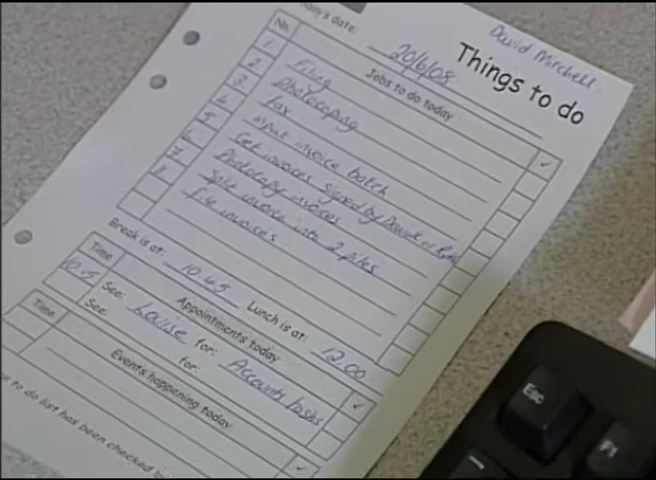 David Mitchell
Things to do
Today's date: 20/6/08
No. Jobs to do today ✓
1 Filing
2 Photocopying
3 fax
4 input invoice batch
5 Get invoices signed by David or
6 Photocopy invoices
7 Split invoice into 2 piles
8 file invoices
Break is at: 10.45 Lunch is at: 12.00
Time Appointments today ✓
10.15 See: Louise for: Accounts tasks
See: for:
Time Events happening today ✓
to do list has been checked b
Esc
F1